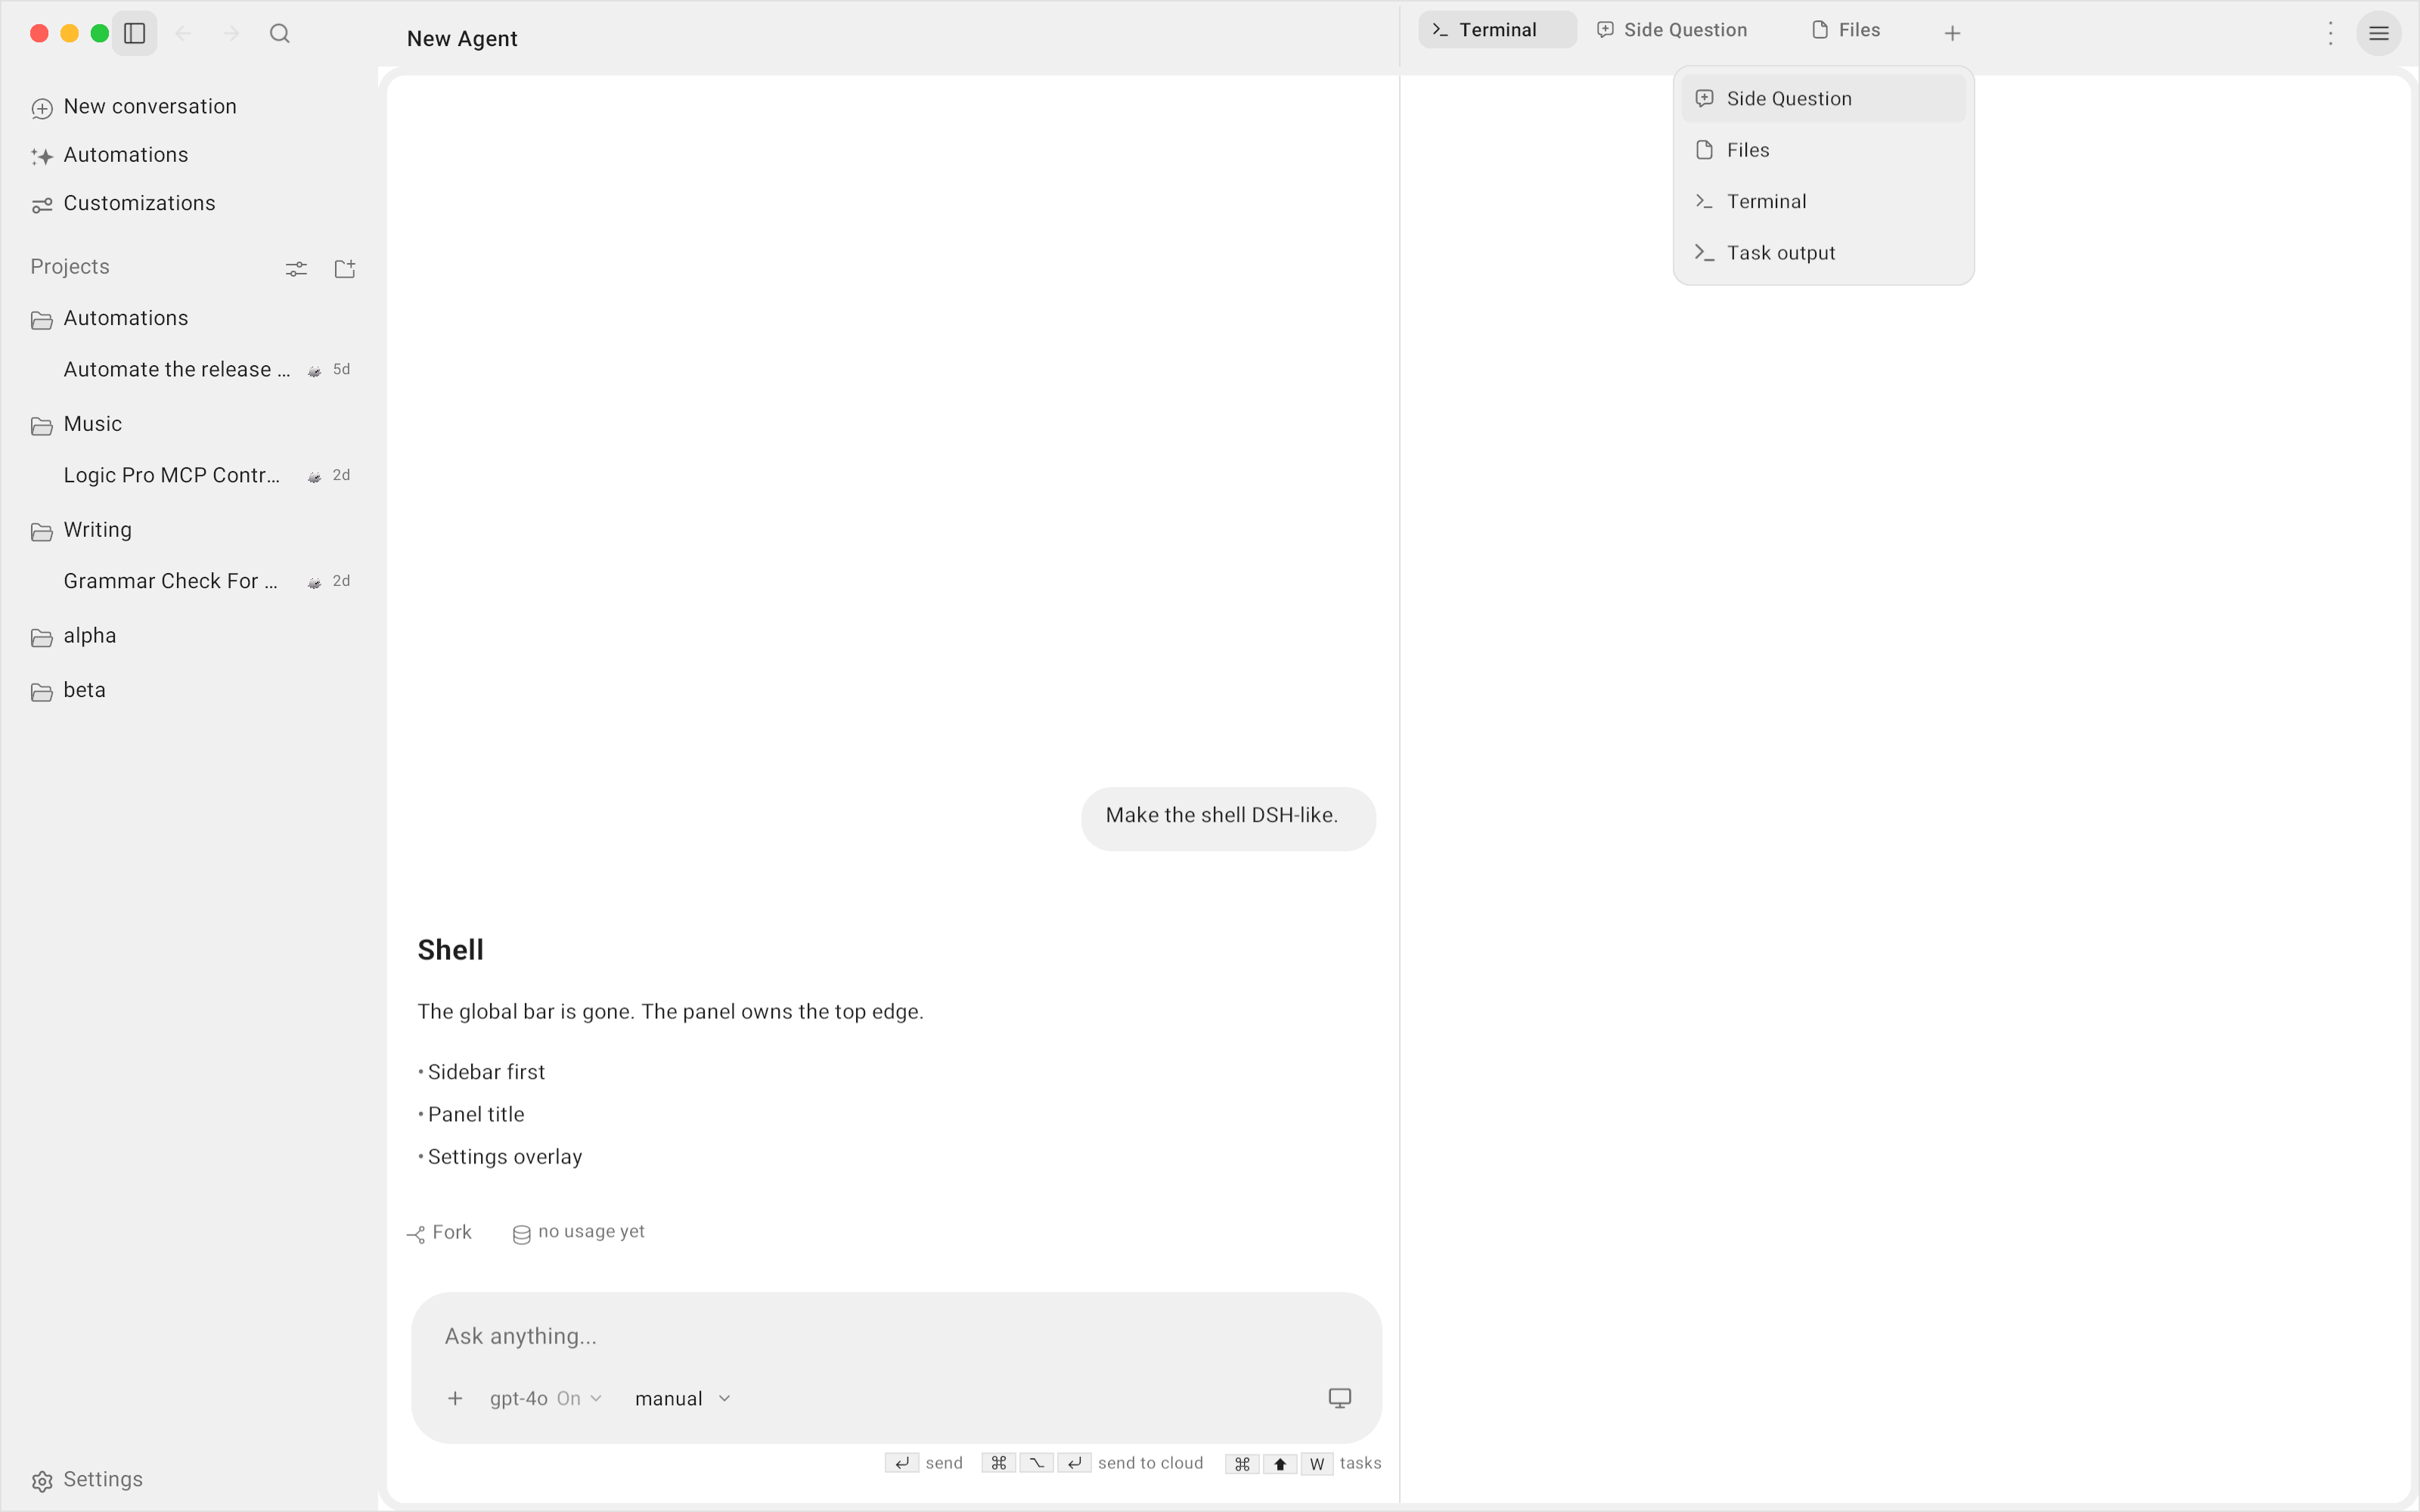 New Agent
Terminal
Side Question
Files
New conversation
Automations
Customizations
Projects
Automations
Automate the release ... 5d
Music
Logic Pro MCP Contr... 2d
Writing
Grammar Check For ... 2d
alpha
beta
Settings
Side Question
Files
Terminal
Task output
Make the shell DSH-like.
Shell
The global bar is gone. The panel owns the top edge.
• Sidebar first
• Panel title
• Settings overlay
Fork no usage yet
Ask anything...
gpt-4o On manual
send ⌘ ⌥ send to cloud ⌘ W tasks